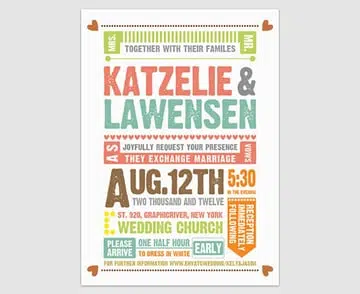 MRS. TOGETHER WITH THEIR FAMILES MR.
KATZELIE &
LAWENSEN
AS JOYFULLY REQUEST YOUR PRESENCE VOWS
THEY EXCHANGE MARRIAGE
AUG.12TH 5:30
IN THE EVENING
TWO THOUSAND AND TWELVE
ST. 920, GRAPHICRIVER, NEW YORK
WEDDING CHURCH
RECEPTION IMMEDIATELY FOLLOWING
PLEASE ARRIVE ONE HALF HOUR EARLY
TO DRESS IN WHITE
FOR FURTHER INFORMATION